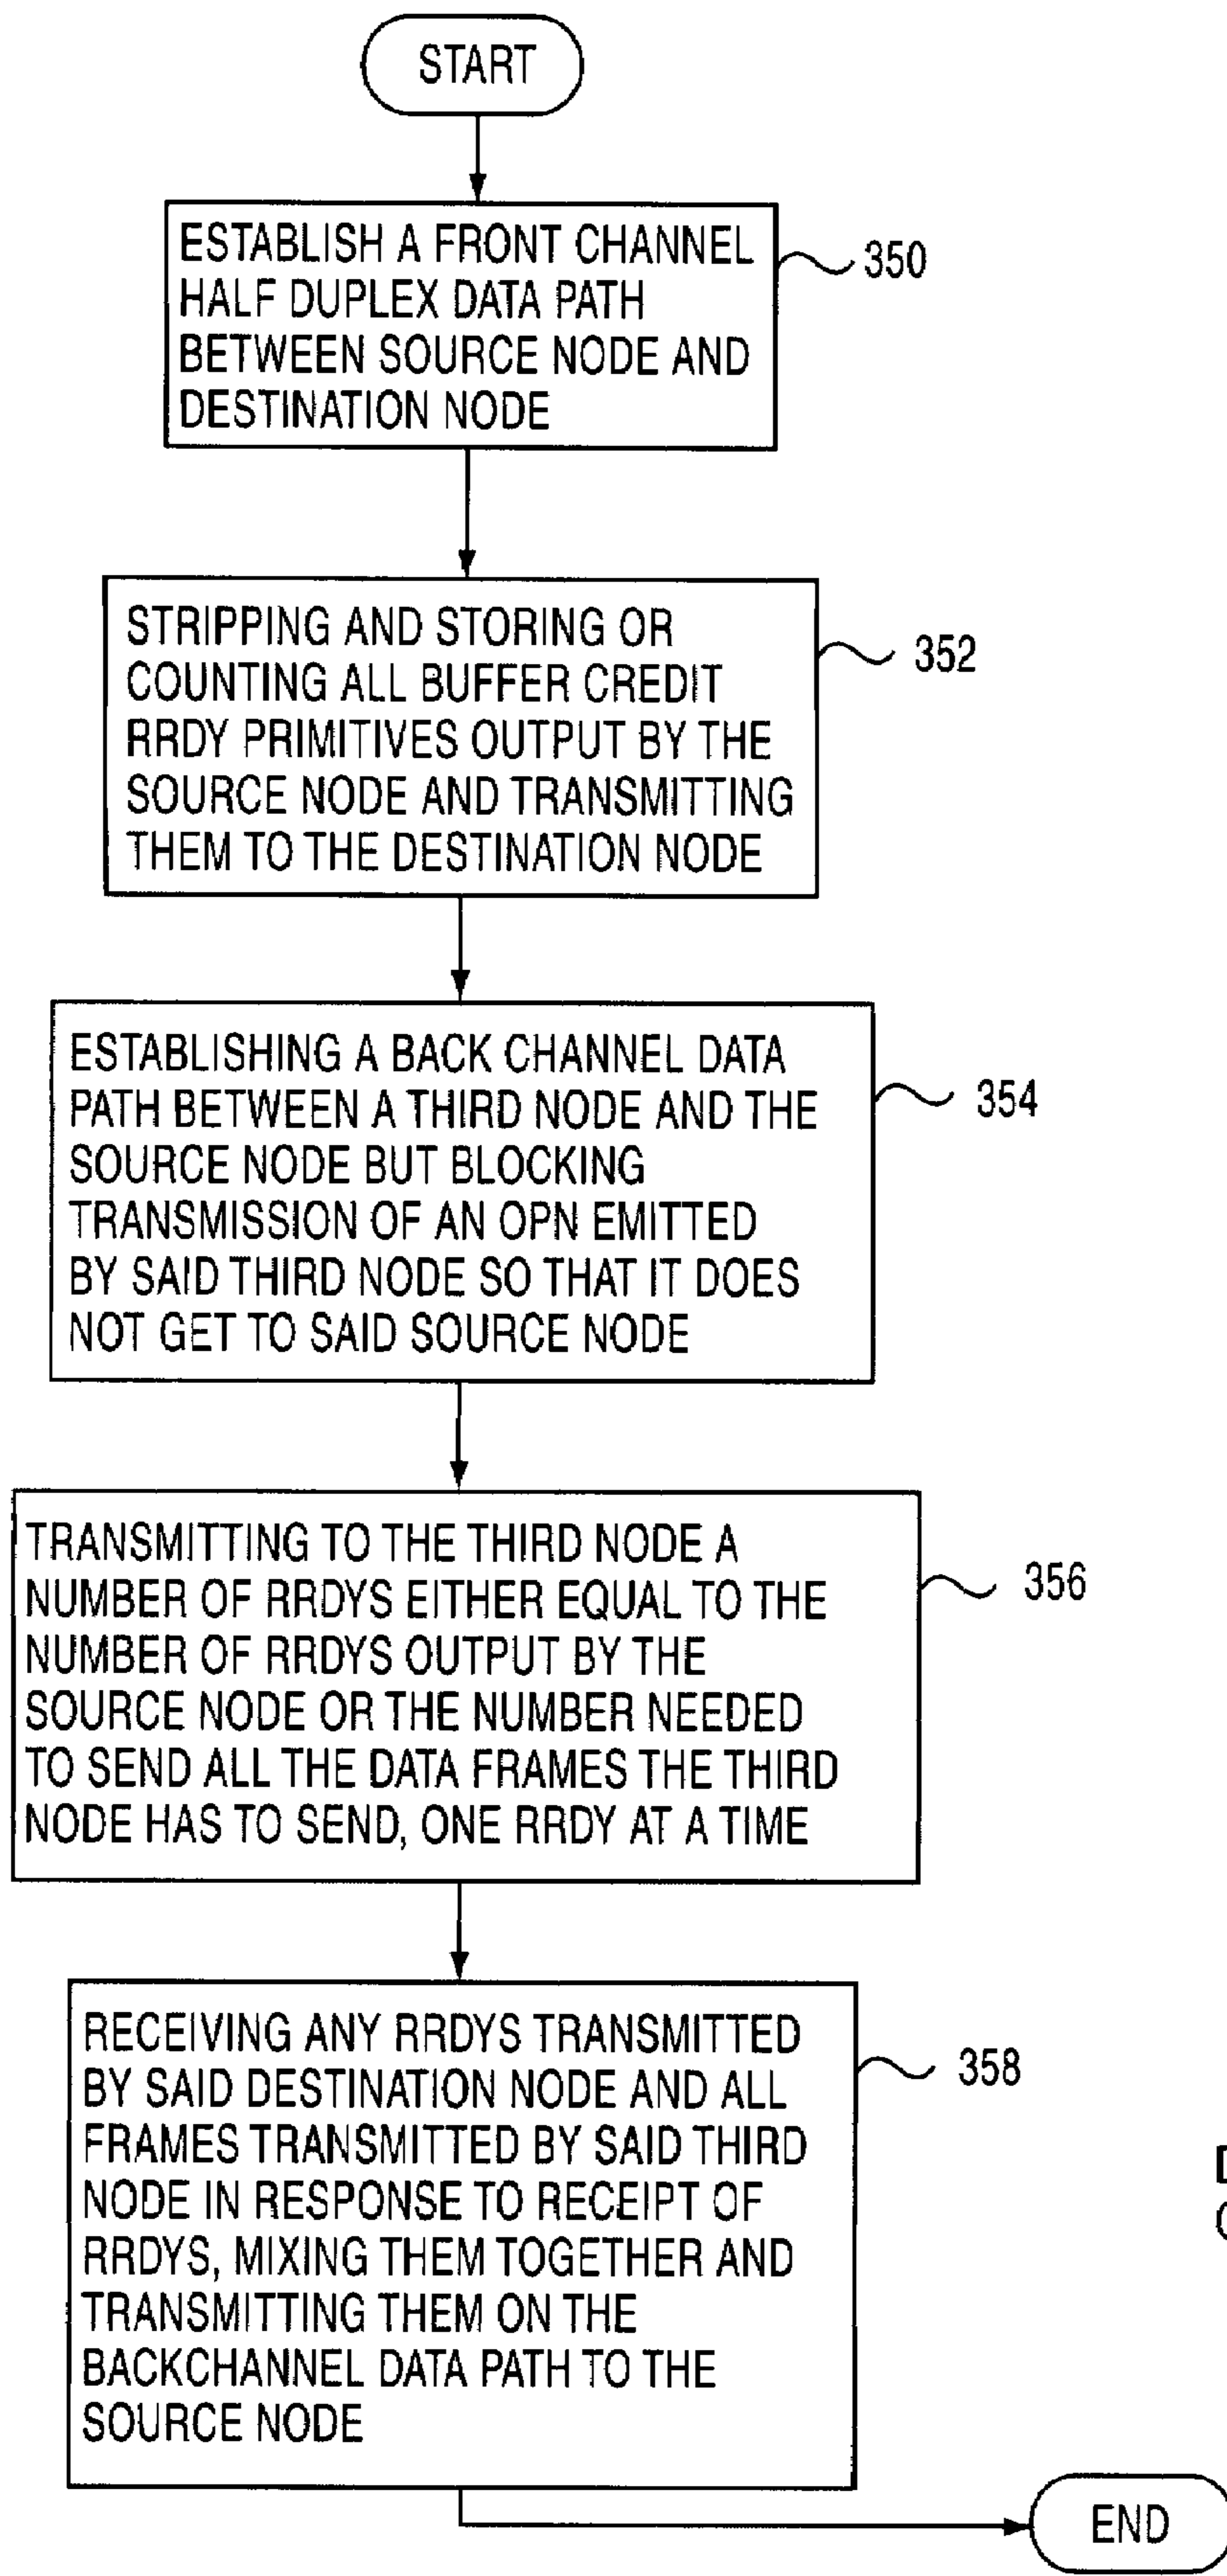 START
ESTABLISH A FRONT CHANNEL
HALF DUPLEX DATA PATH
BETWEEN SOURCE NODE AND
DESTINATION NODE
350
STRIPPING AND STORING OR
COUNTING ALL BUFFER CREDIT
RRDY PRIMITIVES OUTPUT BY THE
SOURCE NODE AND TRANSMITTING
THEM TO THE DESTINATION NODE
352
ESTABLISHING A BACK CHANNEL DATA
PATH BETWEEN A THIRD NODE AND THE
SOURCE NODE BUT BLOCKING
TRANSMISSION OF AN OPN EMITTED
BY SAID THIRD NODE SO THAT IT DOES
NOT GET TO SAID SOURCE NODE
354
TRANSMITTING TO THE THIRD NODE A
NUMBER OF RRDYS EITHER EQUAL TO THE
NUMBER OF RRDYS OUTPUT BY THE
SOURCE NODE OR THE NUMBER NEEDED
TO SEND ALL THE DATA FRAMES THE THIRD
NODE HAS TO SEND, ONE RRDY AT A TIME
356
RECEIVING ANY RRDYS TRANSMITTED
BY SAID DESTINATION NODE AND ALL
FRAMES TRANSMITTED BY SAID THIRD
NODE IN RESPONSE TO RECEIPT OF
RRDYS, MIXING THEM TOGETHER AND
TRANSMITTING THEM ON THE
BACKCHANNEL DATA PATH TO THE
SOURCE NODE
358
END